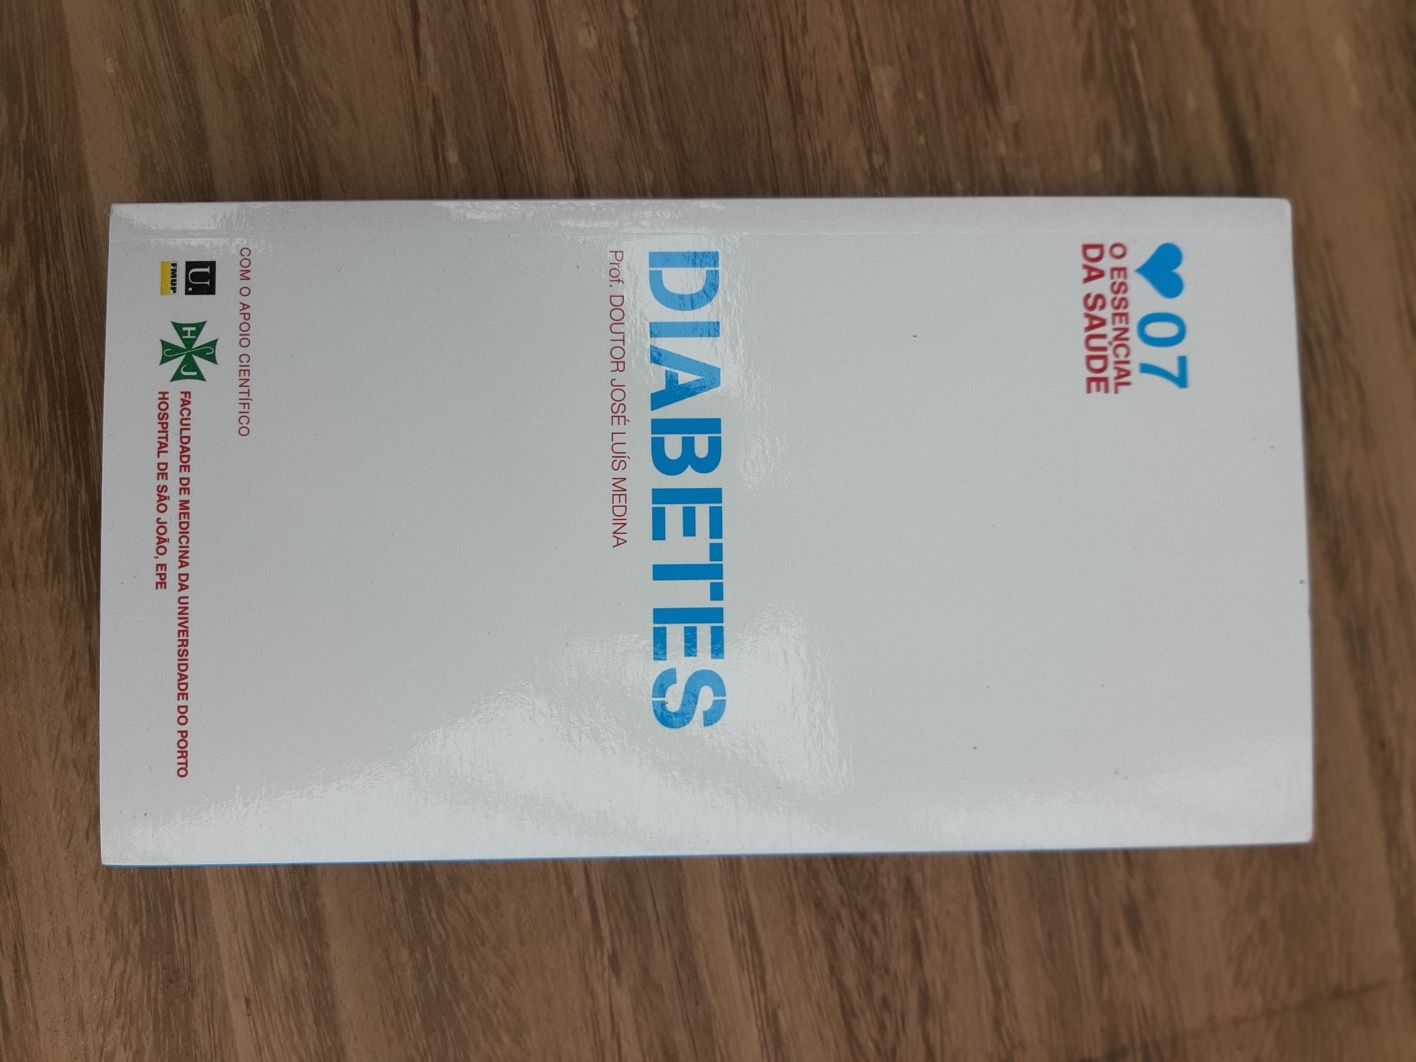 07
O ESSENCIAL
DA SAÚDE
DIABETES
Prof. DOUTOR JOSÉ LUÍS MEDINA
COM O APOIO CIENTÍFICO
U.
FMUP
HSJ
FACULDADE DE MEDICINA DA UNIVERSIDADE DO PORTO
HOSPITAL DE SÃO JOÃO, EPE